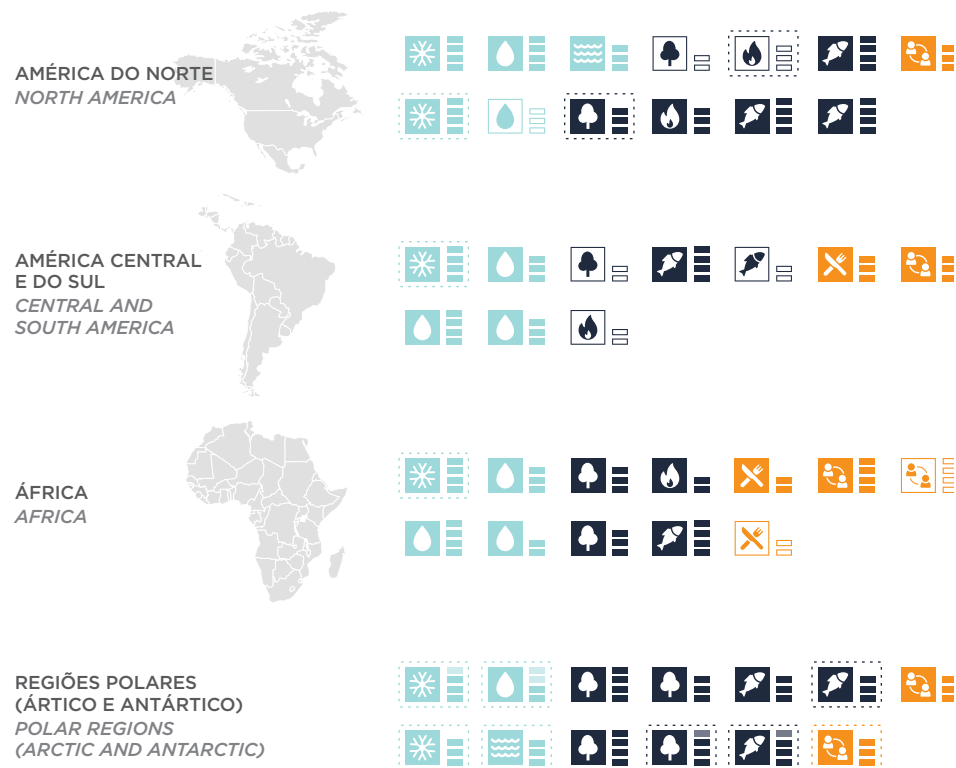 AMÉRICA DO NORTE
NORTH AMERICA
AMÉRICA CENTRAL
E DO SUL
CENTRAL AND
SOUTH AMERICA
ÁFRICA
AFRICA
REGIÕES POLARES
(ÁRTICO E ANTÁRTICO)
POLAR REGIONS
(ARCTIC AND ANTARCTIC)